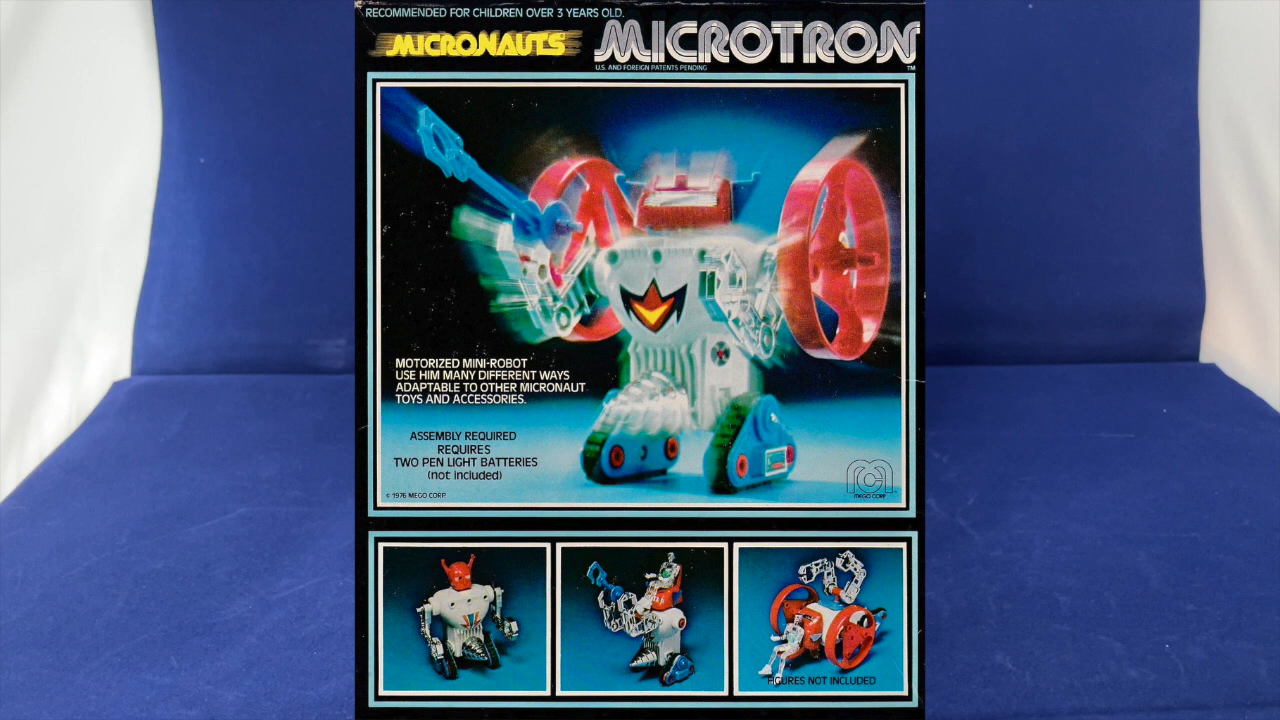 RECOMMENDED FOR CHILDREN OVER 3 YEARS OLD.
MICRONAUTS MICROTRON
U.S. AND FOREIGN PATENTS PENDING TM
MOTORIZED MINI-ROBOT
USE HIM MANY DIFFERENT WAYS
ADAPTABLE TO OTHER MICRONAUT
TOYS AND ACCESSORIES.
ASSEMBLY REQUIRED
REQUIRES
TWO PEN LIGHT BATTERIES
(not included)
© 1976 MEGO CORP.
MEGO CORP
FIGURES NOT INCLUDED